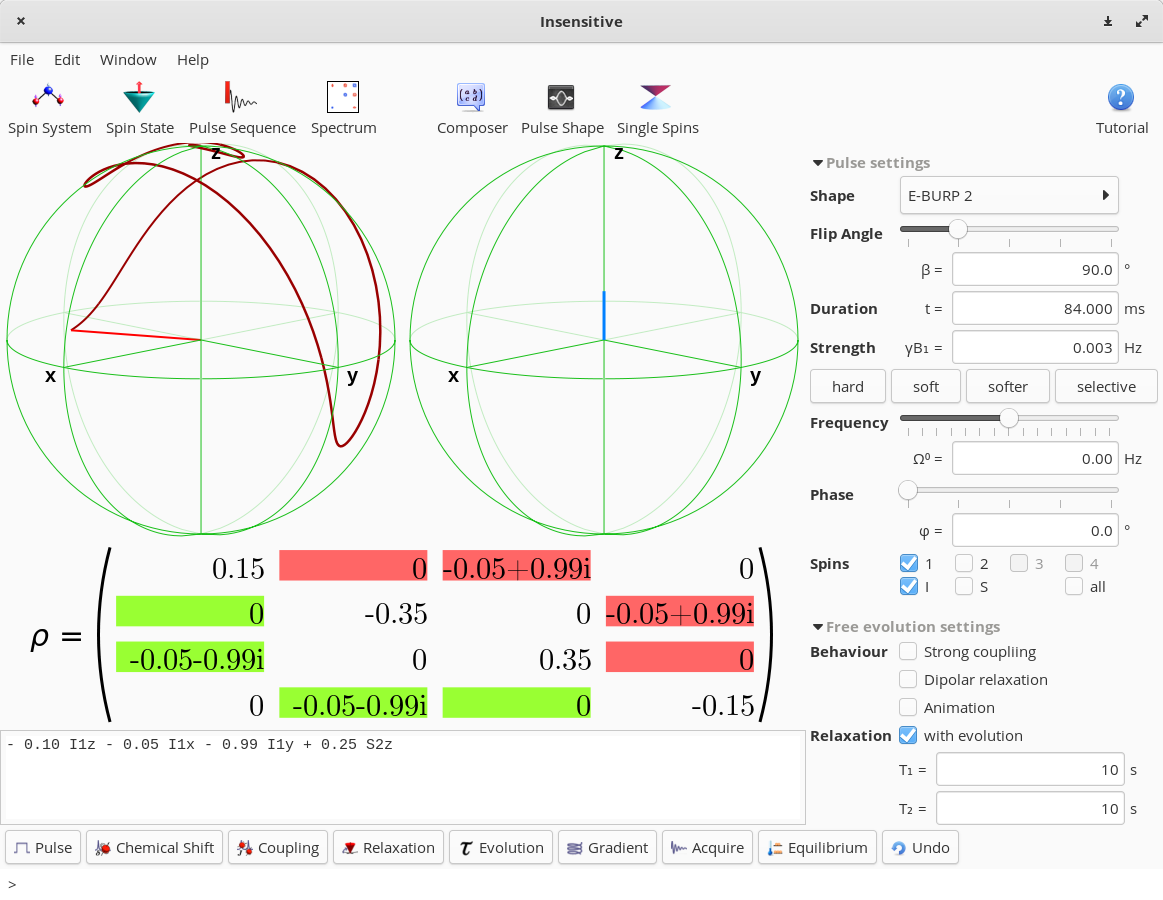 Insensitive
File Edit Window Help
Spin System Spin State Pulse Sequence Spectrum Composer Pulse Shape Single Spins Tutorial
z
x
y
z
x
y
ρ =
0.15 0 -0.05+0.99i 0
0 -0.35 0 -0.05+0.99i
-0.05-0.99i 0 0.35 0
0 -0.05-0.99i 0 -0.15
- 0.10 I1z - 0.05 I1x - 0.99 I1y + 0.25 S2z
Pulse settings
Shape E-BURP 2
Flip Angle
β = 90.0 °
Duration t = 84.000 ms
Strength γB₁ = 0.003 Hz
hard soft softer selective
Frequency
Ω⁰ = 0.00 Hz
Phase
φ = 0.0 °
Spins 1 2 3 4
I S all
Free evolution settings
Behaviour Strong coupliing
Dipolar relaxation
Animation
Relaxation with evolution
T₁ = 10 s
T₂ = 10 s
Pulse Chemical Shift Coupling Relaxation τ Evolution Gradient Acquire Equilibrium Undo
>